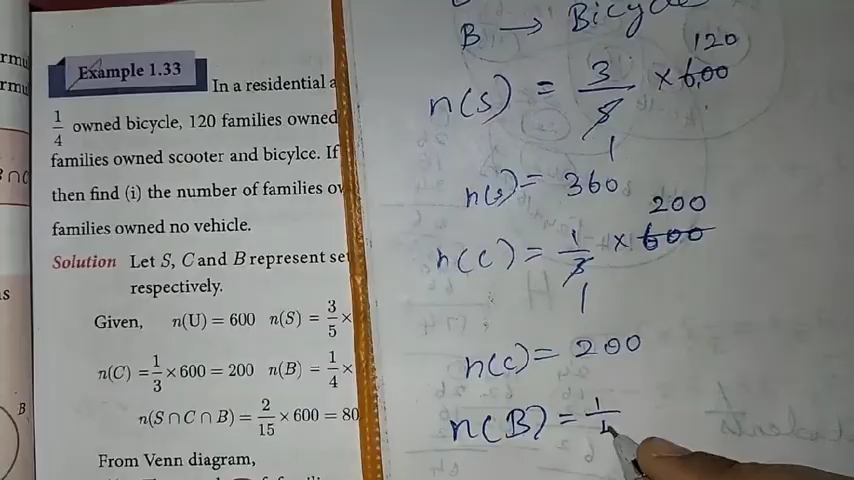 Example 1.33
In a residential a
1/4 owned bicycle, 120 families owned
families owned scooter and bicylce. If
then find (i) the number of families ov
families owned no vehicle.
Solution Let S, C and B represent set
respectively.
Given, n(U) = 600 n(S) = 3/5 ×
n(C) = 1/3 × 600 = 200 n(B) = 1/4 ×
n(S ∩ C ∩ B) = 2/15 × 600 = 80
From Venn diagram,
B
B → Bicycle
120
n(S) = 3/5 × 600
1
n(s) = 360
200
n(C) = 1/3 × 600
1
n(c) = 200
n(B) = 1/4